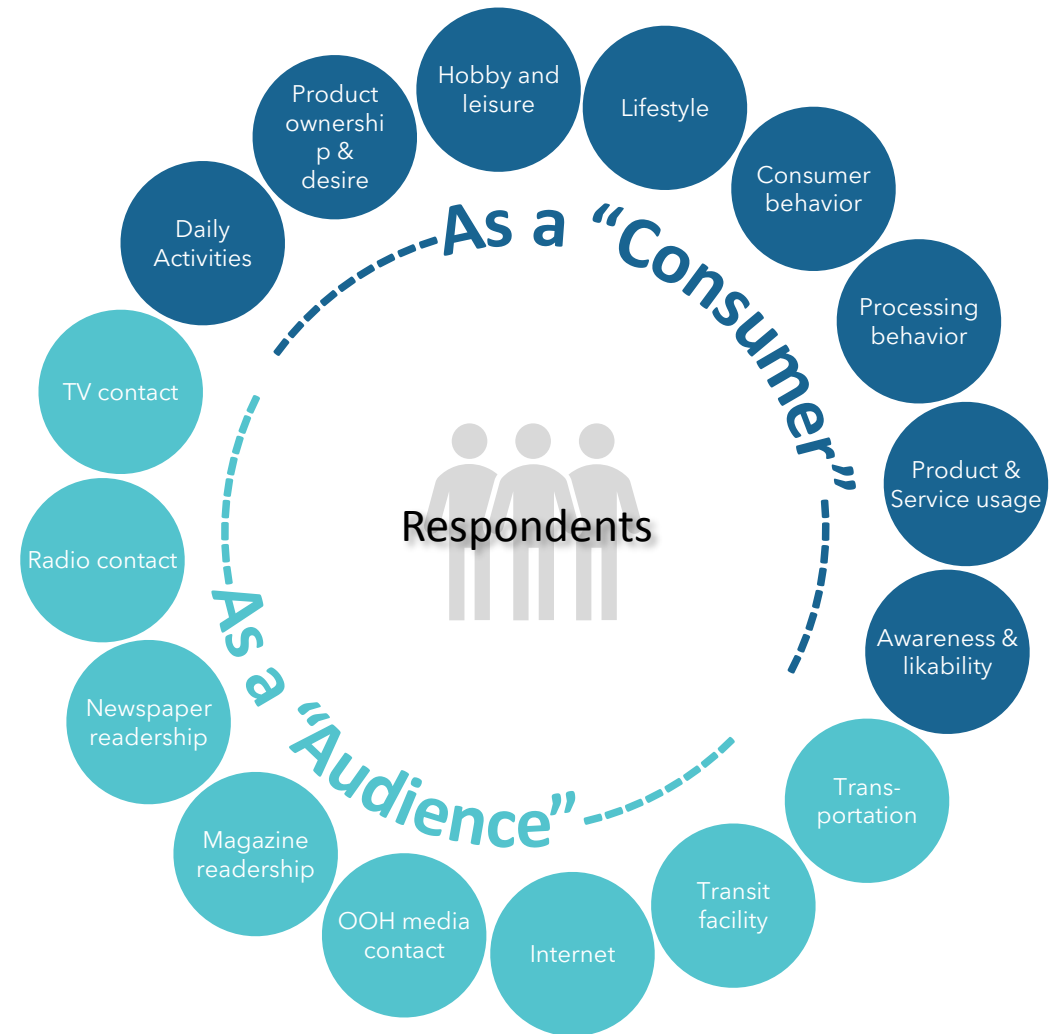 Hobby and
leisure
Lifestyle
Consumer
behavior
Processing
behavior
Product &
Service usage
Awareness &
likability
Trans-
portation
Transit
facility
Internet
OOH media
contact
Magazine
readership
Newspaper
readership
Radio contact
TV contact
Daily
Activities
Product
ownershi
p &
desire
As a “Consumer”
Respondents
As a “Audience”